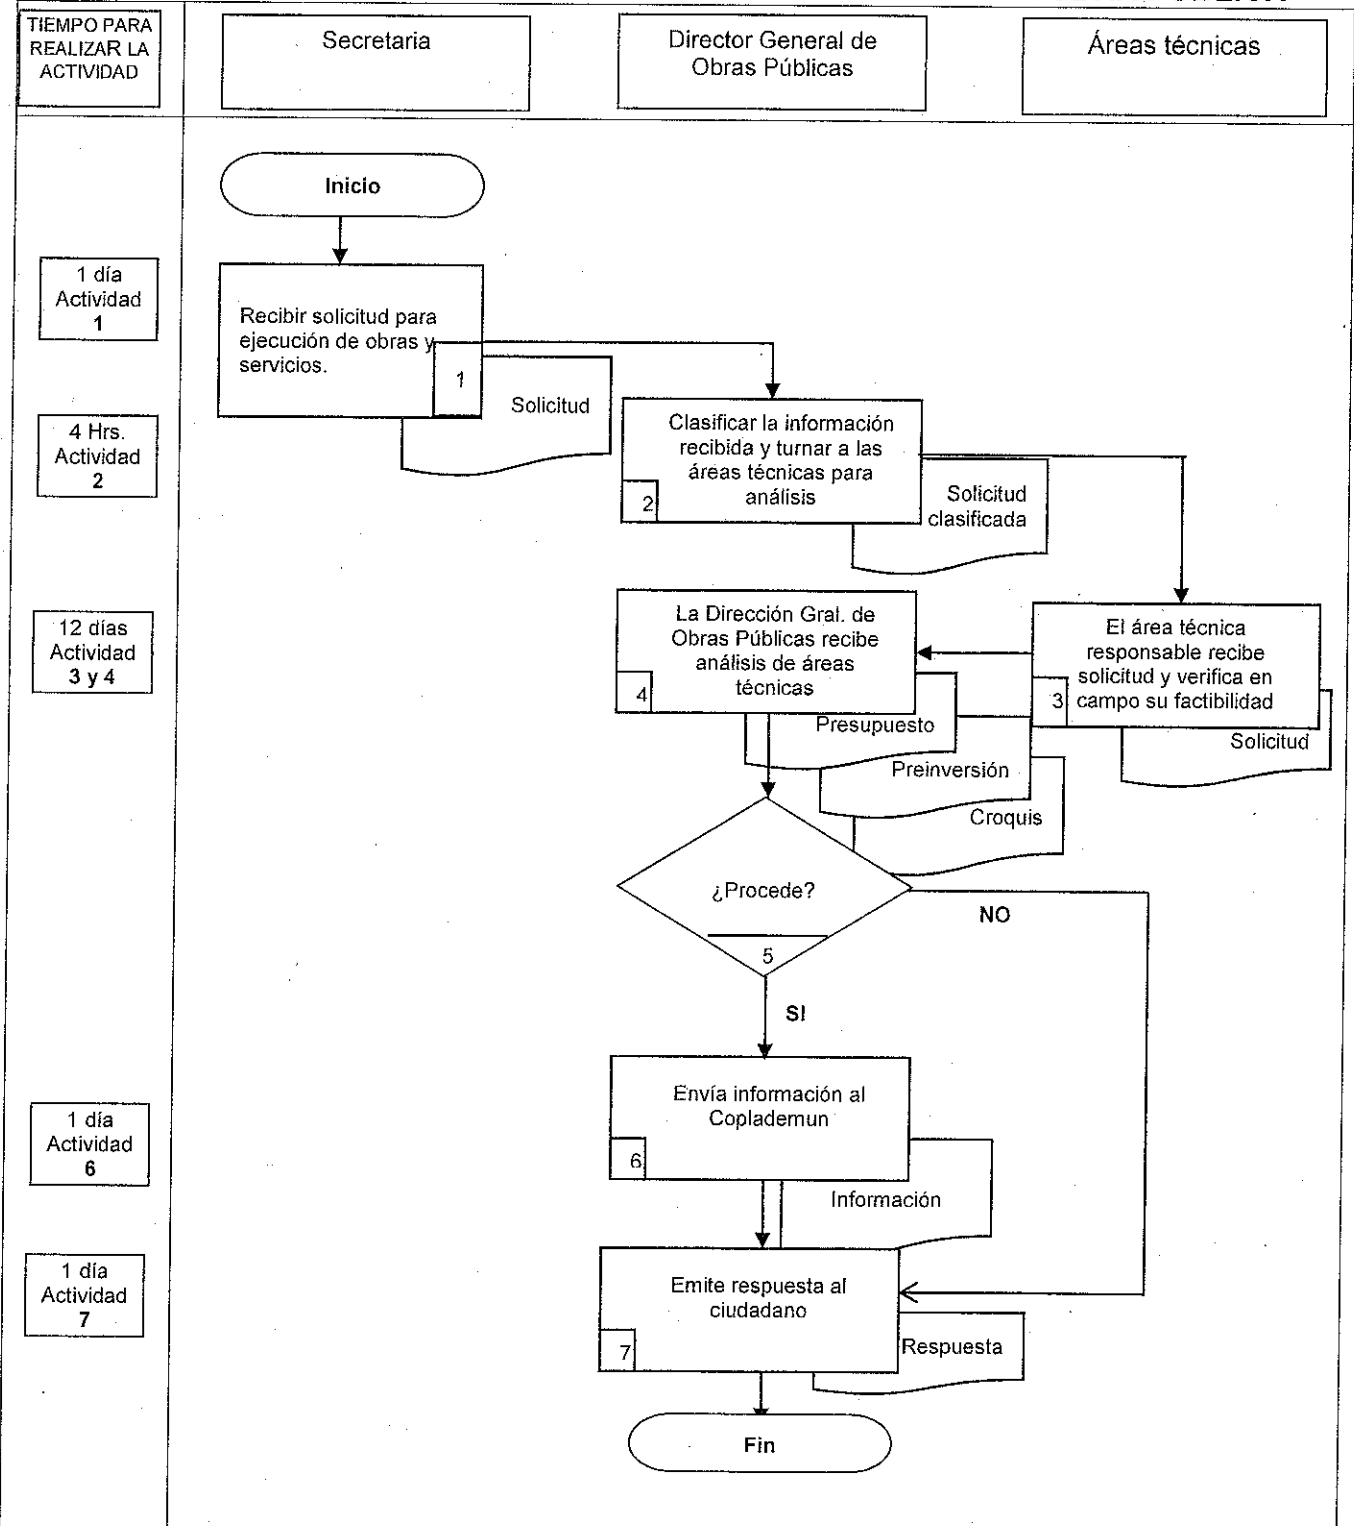 TIEMPO PARA
REALIZAR LA
ACTIVIDAD
Secretaria
Director General de
Obras Públicas
Áreas técnicas
Inicio
1 día
Actividad
1
Recibir solicitud para
ejecución de obras y
servicios.
1
Solicitud
4 Hrs.
Actividad
2
Clasificar la información
recibida y turnar a las
áreas técnicas para
análisis
2
Solicitud
clasificada
12 días
Actividad
3 y 4
La Dirección Gral. de
Obras Públicas recibe
análisis de áreas
técnicas
4
El área técnica
responsable recibe
solicitud y verifica en
campo su factibilidad
3
Presupuesto
Solicitud
Preinversión
Croquis
¿Procede?
5
NO
SI
1 día
Actividad
6
Envía información al
Coplademun
6
Información
1 día
Actividad
7
Emite respuesta al
ciudadano
7
Respuesta
Fin